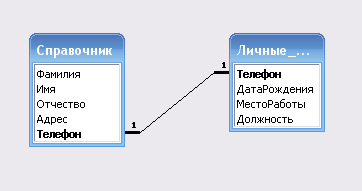 Справочник
Фамилия
Имя
Отчество
Адрес
Телефон
1
1
Личные_...
Телефон
ДатаРождения
МестоРаботы
Должность